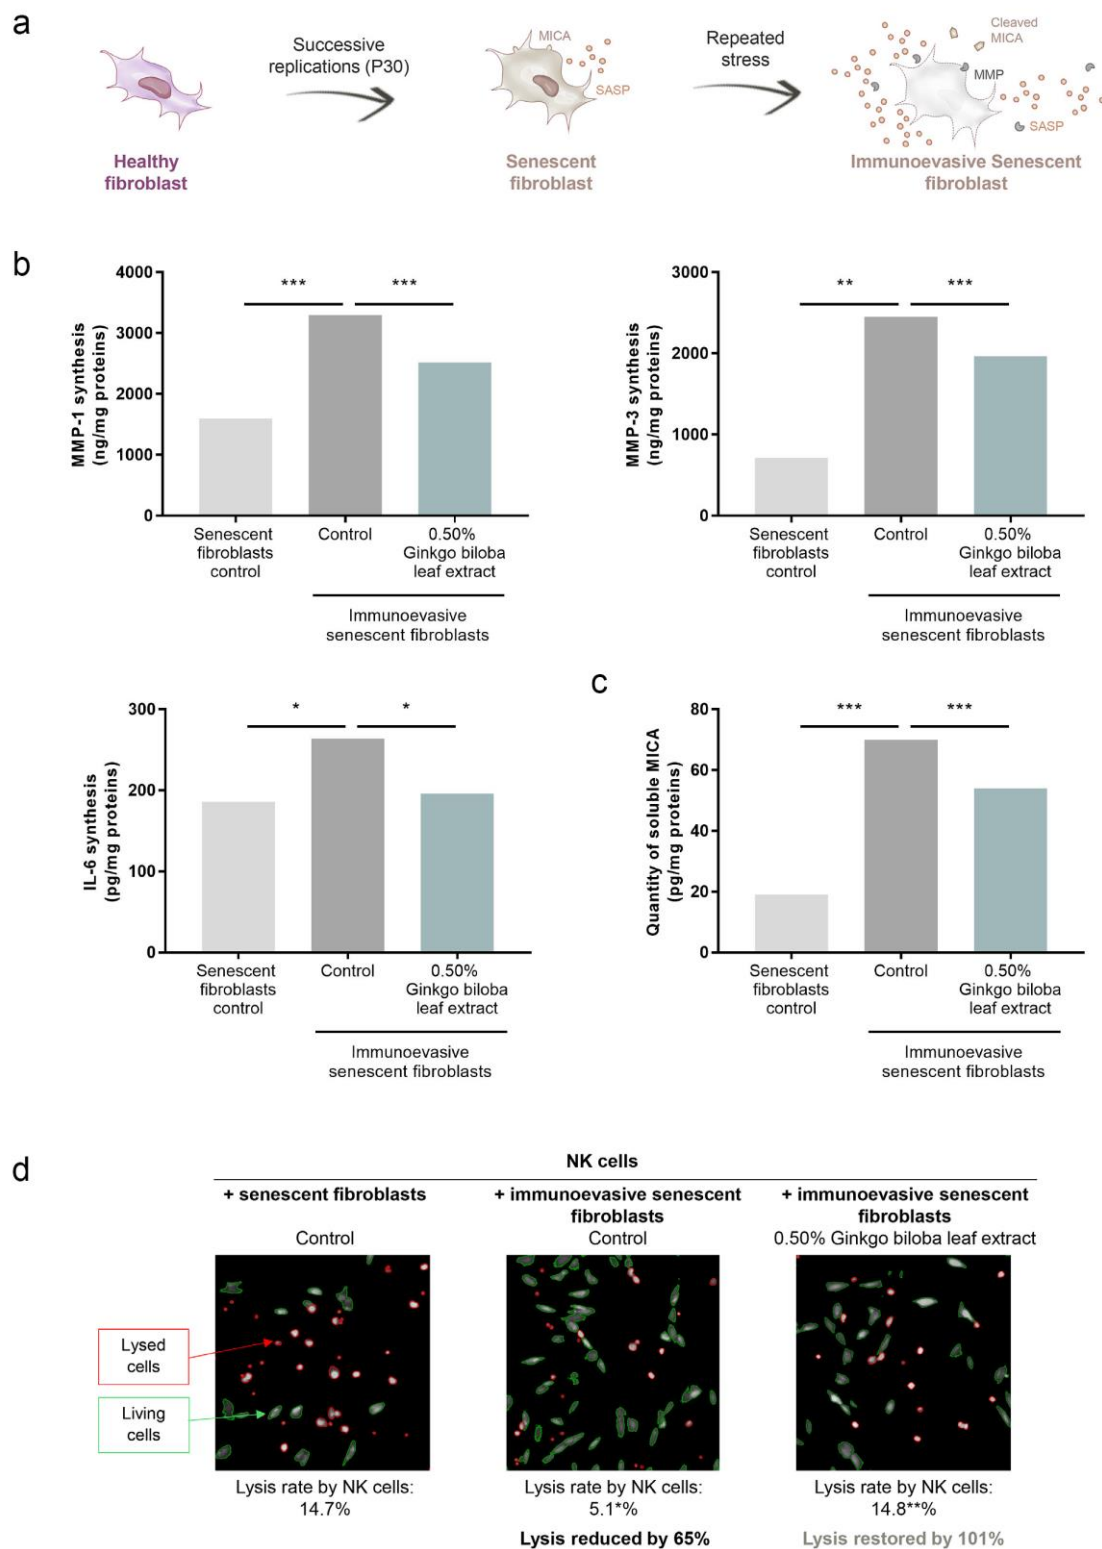 a
Successive
replications (P30)
Repeated
stress
MICA
SASP
Cleaved
MICA
MMP
SASP
Healthy
fibroblast
Senescent
fibroblast
Immunoevasive Senescent
fibroblast
b
MMP-1 synthesis
(ng/mg proteins)
4000
3000
2000
1000
0
***
***
Senescent
fibroblasts
control
Control
0.50%
Ginkgo biloba
leaf extract
Immunoevasive
senescent fibroblasts
MMP-3 synthesis
(ng/mg proteins)
3000
2000
1000
0
**
***
Senescent
fibroblasts
control
Control
0.50%
Ginkgo biloba
leaf extract
Immunoevasive
senescent fibroblasts
IL-6 synthesis
(pg/mg proteins)
300
200
100
0
*
*
Senescent
fibroblasts
control
Control
0.50%
Ginkgo biloba
leaf extract
Immunoevasive
senescent fibroblasts
c
Quantity of soluble MICA
(pg/mg proteins)
80
60
40
20
0
***
***
Senescent
fibroblasts
control
Control
0.50%
Ginkgo biloba
leaf extract
Immunoevasive
senescent fibroblasts
d
NK cells
+ senescent fibroblasts
Control
+ immunoevasive senescent
fibroblasts
Control
+ immunoevasive senescent
fibroblasts
0.50% Ginkgo biloba leaf extract
Lysed
cells
Living
cells
Lysis rate by NK cells:
14.7%
Lysis rate by NK cells:
5.1*%
Lysis reduced by 65%
Lysis rate by NK cells:
14.8**%
Lysis restored by 101%